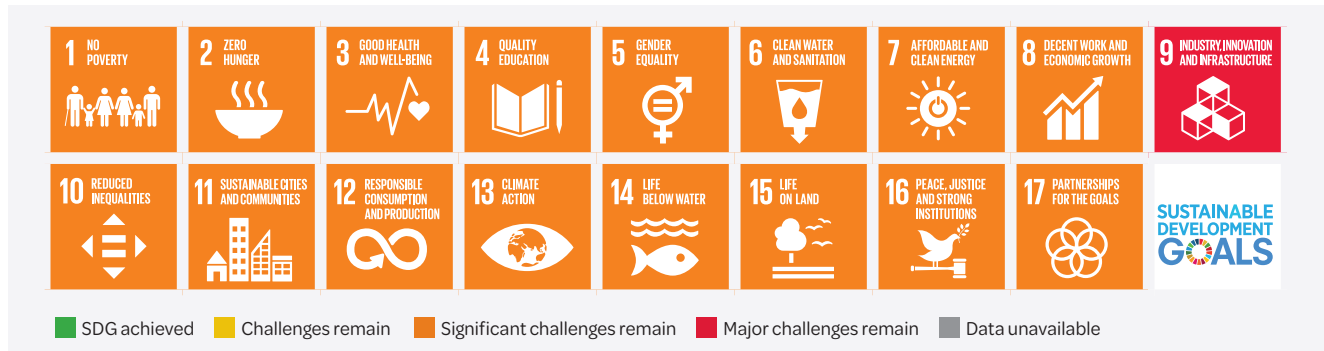 1 NO
POVERTY
2 ZERO
HUNGER
3 GOOD HEALTH
AND WELL-BEING
4 QUALITY
EDUCATION
5 GENDER
EQUALITY
6 CLEAN WATER
AND SANITATION
7 AFFORDABLE AND
CLEAN ENERGY
8 DECENT WORK AND
ECONOMIC GROWTH
9 INDUSTRY, INNOVATION
AND INFRASTRUCTURE
10 REDUCED
INEQUALITIES
11 SUSTAINABLE CITIES
AND COMMUNITIES
12 RESPONSIBLE
CONSUMPTION
AND PRODUCTION
13 CLIMATE
ACTION
14 LIFE
BELOW WATER
15 LIFE
ON LAND
16 PEACE, JUSTICE
AND STRONG
INSTITUTIONS
17 PARTNERSHIPS
FOR THE GOALS
SUSTAINABLE
DEVELOPMENT
GOALS
SDG achieved Challenges remain Significant challenges remain Major challenges remain Data unavailable